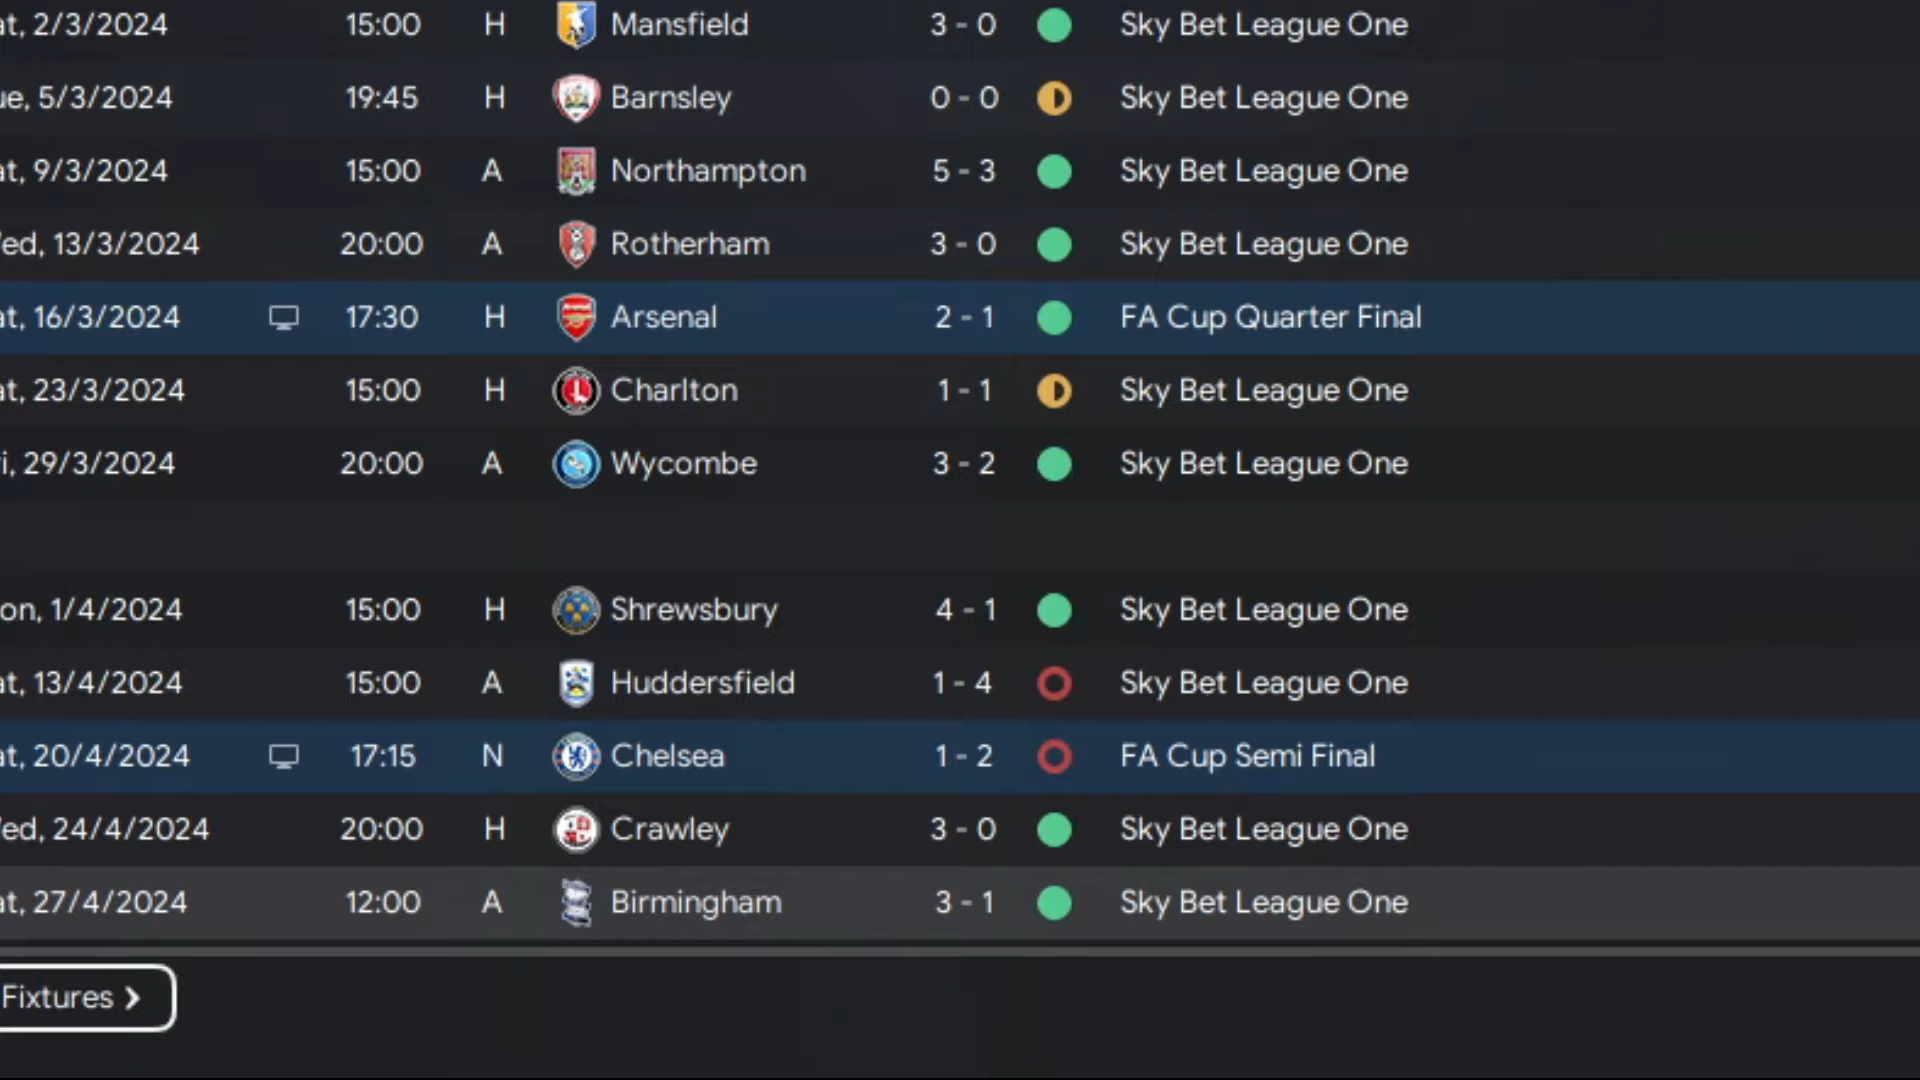 at, 2/3/2024 15:00 H Mansfield 3 - 0 Sky Bet League One
ue, 5/3/2024 19:45 H Barnsley 0 - 0 Sky Bet League One
at, 9/3/2024 15:00 A Northampton 5 - 3 Sky Bet League One
ed, 13/3/2024 20:00 A Rotherham 3 - 0 Sky Bet League One
at, 16/3/2024 17:30 H Arsenal 2 - 1 FA Cup Quarter Final
at, 23/3/2024 15:00 H Charlton 1 - 1 Sky Bet League One
i, 29/3/2024 20:00 A Wycombe 3 - 2 Sky Bet League One
on, 1/4/2024 15:00 H Shrewsbury 4 - 1 Sky Bet League One
at, 13/4/2024 15:00 A Huddersfield 1 - 4 Sky Bet League One
at, 20/4/2024 17:15 N Chelsea 1 - 2 FA Cup Semi Final
ed, 24/4/2024 20:00 H Crawley 3 - 0 Sky Bet League One
at, 27/4/2024 12:00 A Birmingham 3 - 1 Sky Bet League One
Fixtures >